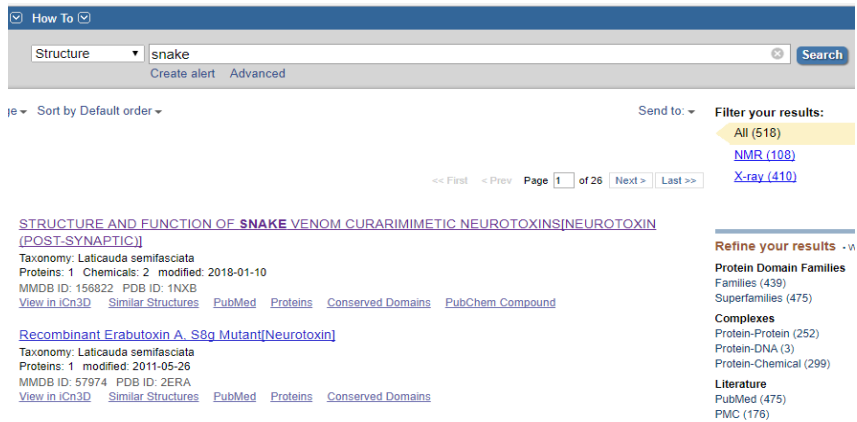 How To
Structure snake Search
Create alert Advanced
Sort by Default order Send to:
Filter your results:
All (518)
NMR (108)
X-ray (410)
<< First < Prev Page 1 of 26 Next > Last >>
STRUCTURE AND FUNCTION OF SNAKE VENOM CURARIMIMETIC NEUROTOXINS[NEUROTOXIN
(POST-SYNAPTIC)]
Taxonomy: Laticauda semifasciata
Proteins: 1 Chemicals: 2 modified: 2018-01-10
MMDB ID: 156822 PDB ID: 1NXB
View in iCn3D Similar Structures PubMed Proteins Conserved Domains PubChem Compound
Recombinant Erabutoxin A, S8g Mutant[Neurotoxin]
Taxonomy: Laticauda semifasciata
Proteins: 1 modified: 2011-05-26
MMDB ID: 57974 PDB ID: 2ERA
View in iCn3D Similar Structures PubMed Proteins Conserved Domains
Refine your results
Protein Domain Families
Families (439)
Superfamilies (475)
Complexes
Protein-Protein (252)
Protein-DNA (3)
Protein-Chemical (299)
Literature
PubMed (475)
PMC (176)